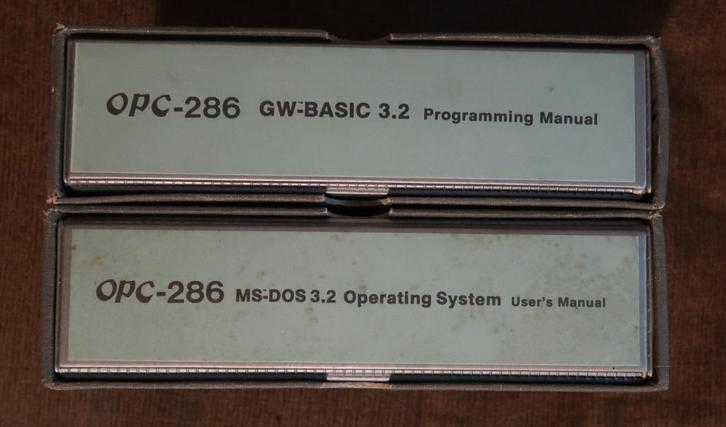 OPC-286 GW-BASIC 3.2 Programming Manual
OPC-286 MS-DOS 3.2 Operating System User's Manual